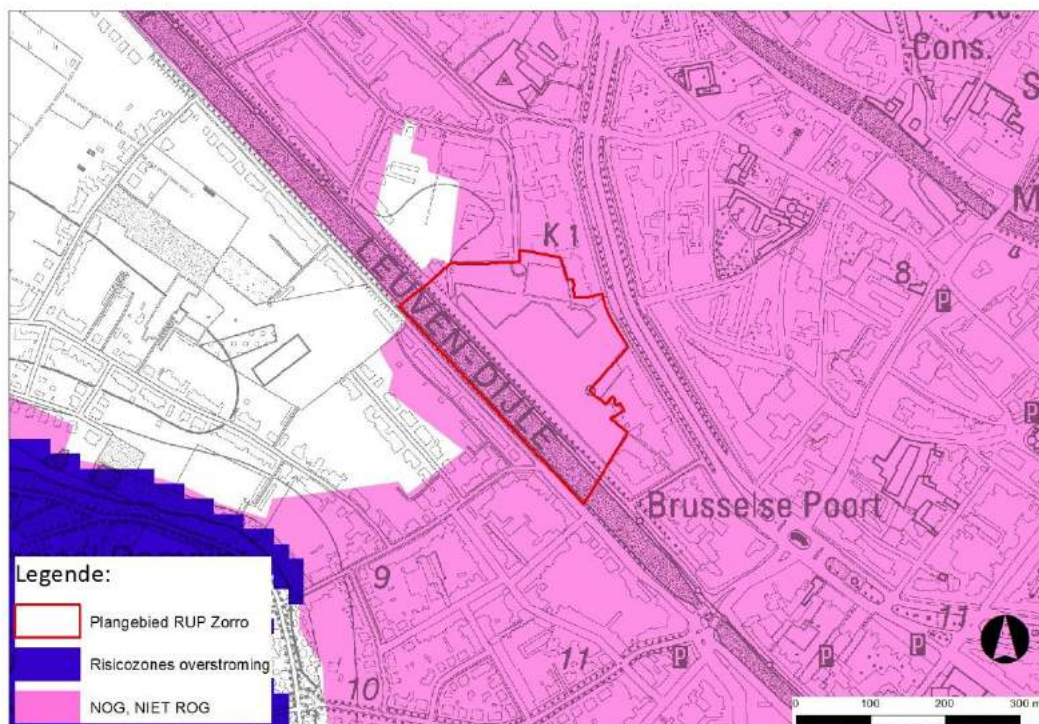 Cons.
S
M
K 1
8
P
LEUVEN-DIJLE
P
Brusselse Poort
9
11
11
10
P
P
P
Legende:
Plangebied RUP Zorro
Risicozones overstroming
NOG, NIET ROG
0 100 200 300 m